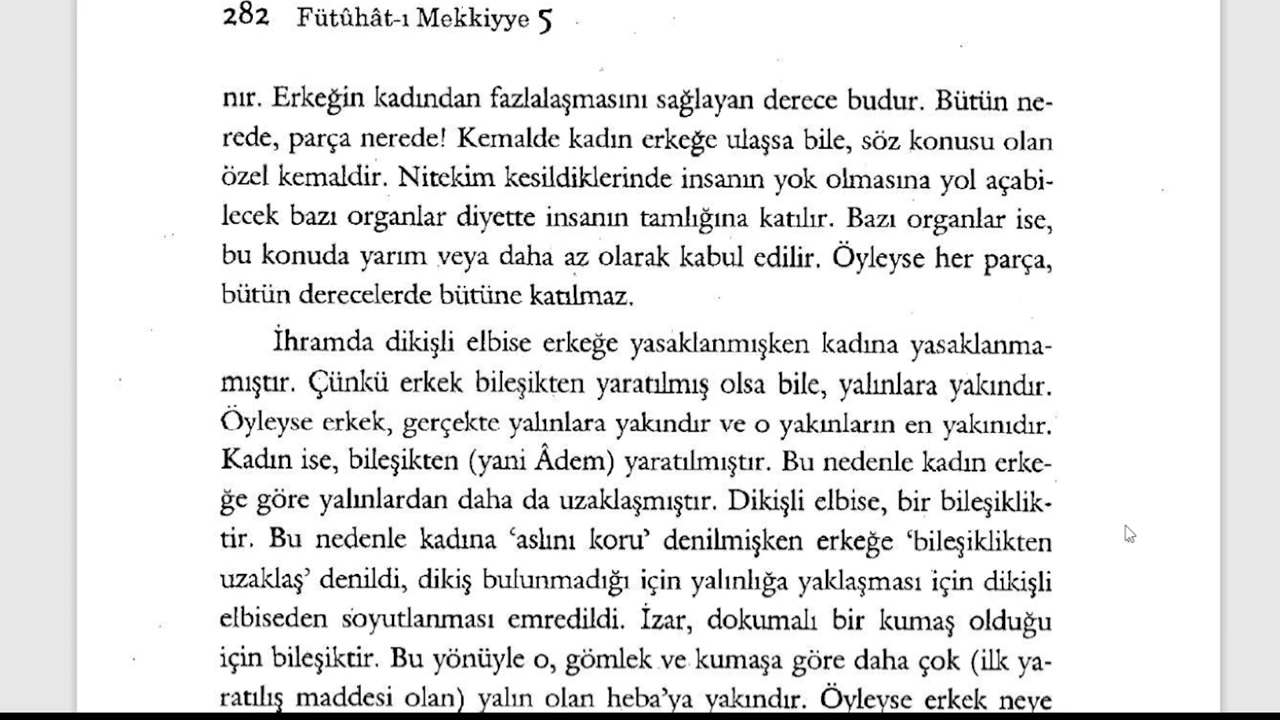 282 Fütûhât-ı Mekkiyye 5
nır. Erkeğin kadından fazlalaşmasını sağlayan derece budur. Bütün ne-
rede, parça nerede! Kemalde kadın erkeğe ulaşsa bile, söz konusu olan
özel kemaldir. Nitekim kesildiklerinde insanın yok olmasına yol açabi-
lecek bazı organlar diyette insanın tamlığına katılır. Bazı organlar ise,
bu konuda yarım veya daha az olarak kabul edilir. Öyleyse her parça,
bütün derecelerde bütüne katılmaz.
İhramda dikişli elbise erkeğe yasaklanmışken kadına yasaklanma-
mıştır. Çünkü erkek bileşikten yaratılmış olsa bile, yalınlara yakındır.
Öyleyse erkek, gerçekte yalınlara yakındır ve o yakınların en yakınıdır.
Kadın ise, bileşikten (yani Âdem) yaratılmıştır. Bu nedenle kadın erke-
ğe göre yalınlardan daha da uzaklaşmıştır. Dikişli elbise, bir bileşiklik-
tir. Bu nedenle kadına ‘aslını koru’ denilmişken erkeğe ‘bileşiklikten
uzaklaş’ denildi, dikiş bulunmadığı için yalınlığa yaklaşması için dikişli
elbiseden soyutlanması emredildi. İzar, dokumalı bir kumaş olduğu
için bileşiktir. Bu yönüyle o, gömlek ve kumaşa göre daha çok (ilk ya-
ratılış maddesi olan) yalın olan heba’ya yakındır. Öyleyse erkek neye